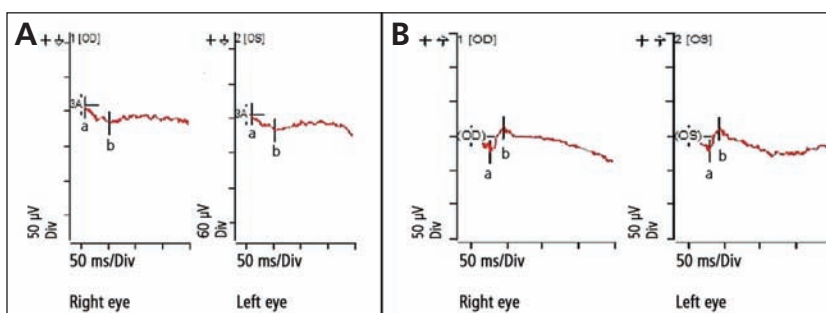 A
1 [OD]
3A
a
b
50 µV
Div
50 ms/Div
Right eye
2 [OS]
3A
a
b
60 µV
Div
50 ms/Div
Left eye
B
1 [OD]
(OD)
a
b
50 µV
Div
50 ms/Div
Right eye
2 [OS]
(OS)
a
b
50 µV
Div
50 ms/Div
Left eye